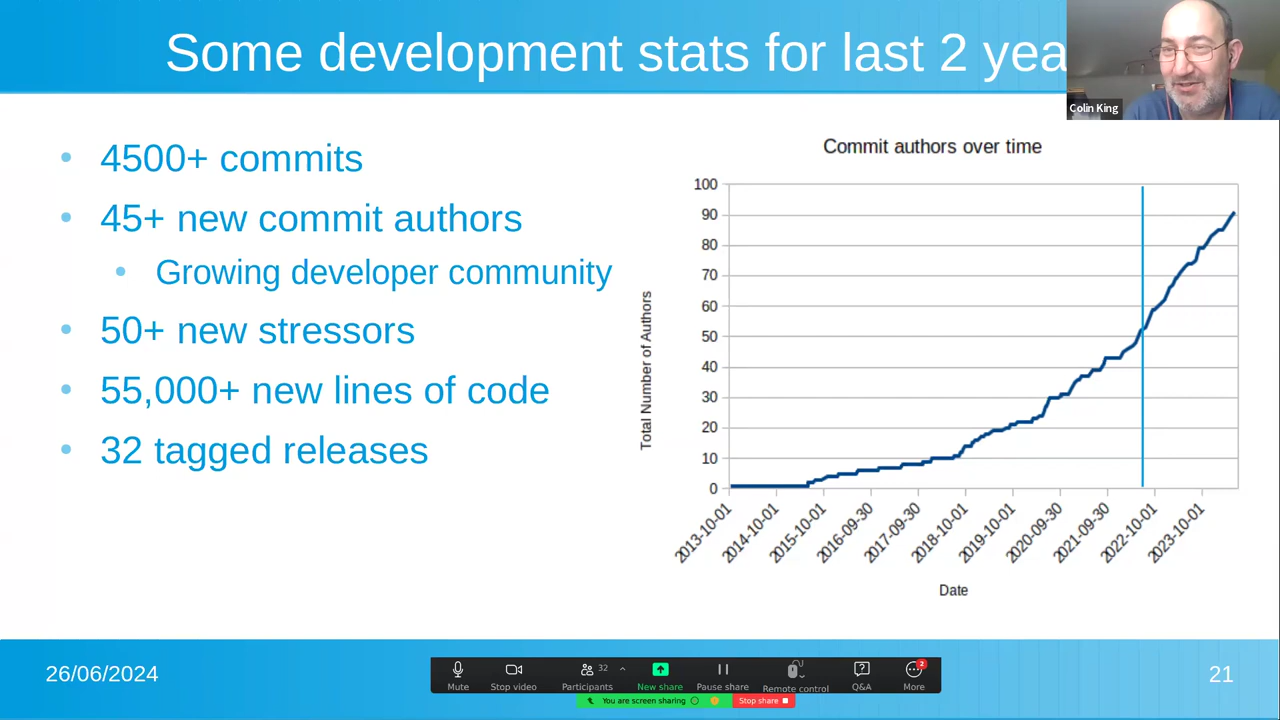 Some development stats for last 2 yea
Colin King
4500+ commits
45+ new commit authors
Growing developer community
50+ new stressors
55,000+ new lines of code
32 tagged releases
Commit authors over time
Total Number of Authors
100
90
80
70
60
50
40
30
20
10
0
2013-10-01
2014-10-01
2015-10-01
2016-09-30
2017-09-30
2018-10-01
2019-10-01
2020-09-30
2021-09-30
2022-10-01
2023-10-01
Date
26/06/2024
32
2
Mute
Stop video
Participants
New share
Pause share
Remote control
Q&A
More
You are screen sharing
Stop share
21